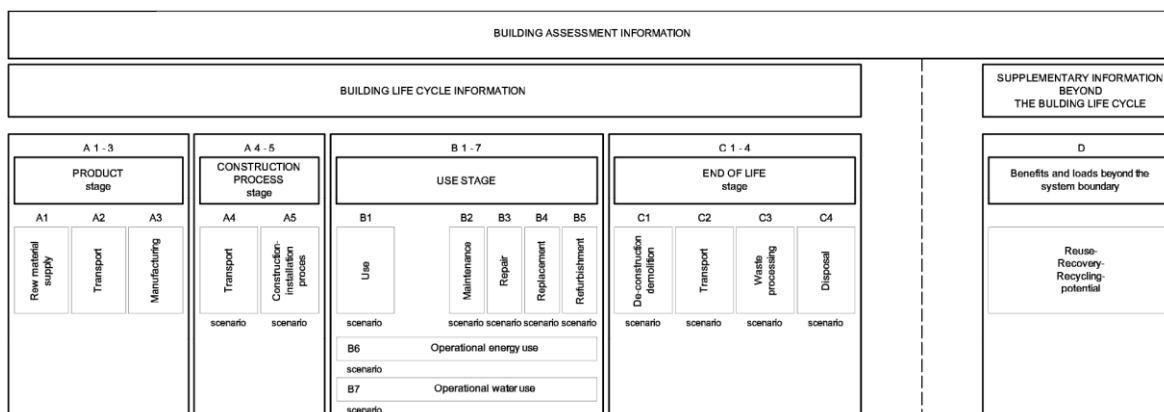 BUILDING ASSESSMENT INFORMATION
BUILDING LIFE CYCLE INFORMATION
SUPPLEMENTARY INFORMATION
BEYOND
THE BULDING LIFE CYCLE
A 1 - 3
PRODUCT
stage
A1
A2
A3
Rew material
supply
Transport
Manufacturing
A 4 - 5
CONSTRUCTION
PROCESS
stage
A4
A5
Transport
Construction-
installation
proces
scenario
scenario
B 1 - 7
USE STAGE
B1
B2
B3
B4
B5
Use
Maintenance
Repair
Replacement
Refurbishment
scenario
scenario
scenario
scenario
scenario
B6 Operational energy use
scenario
B7 Operational water use
scenario
C 1 - 4
END OF LIFE
stage
C1
C2
C3
C4
De-construction
demolition
Transport
Waste
processing
Disposal
scenario
scenario
scenario
scenario
D
Benefits and loads beyond the
system boundary
Reuse-
Recovery-
Recycling-
potential